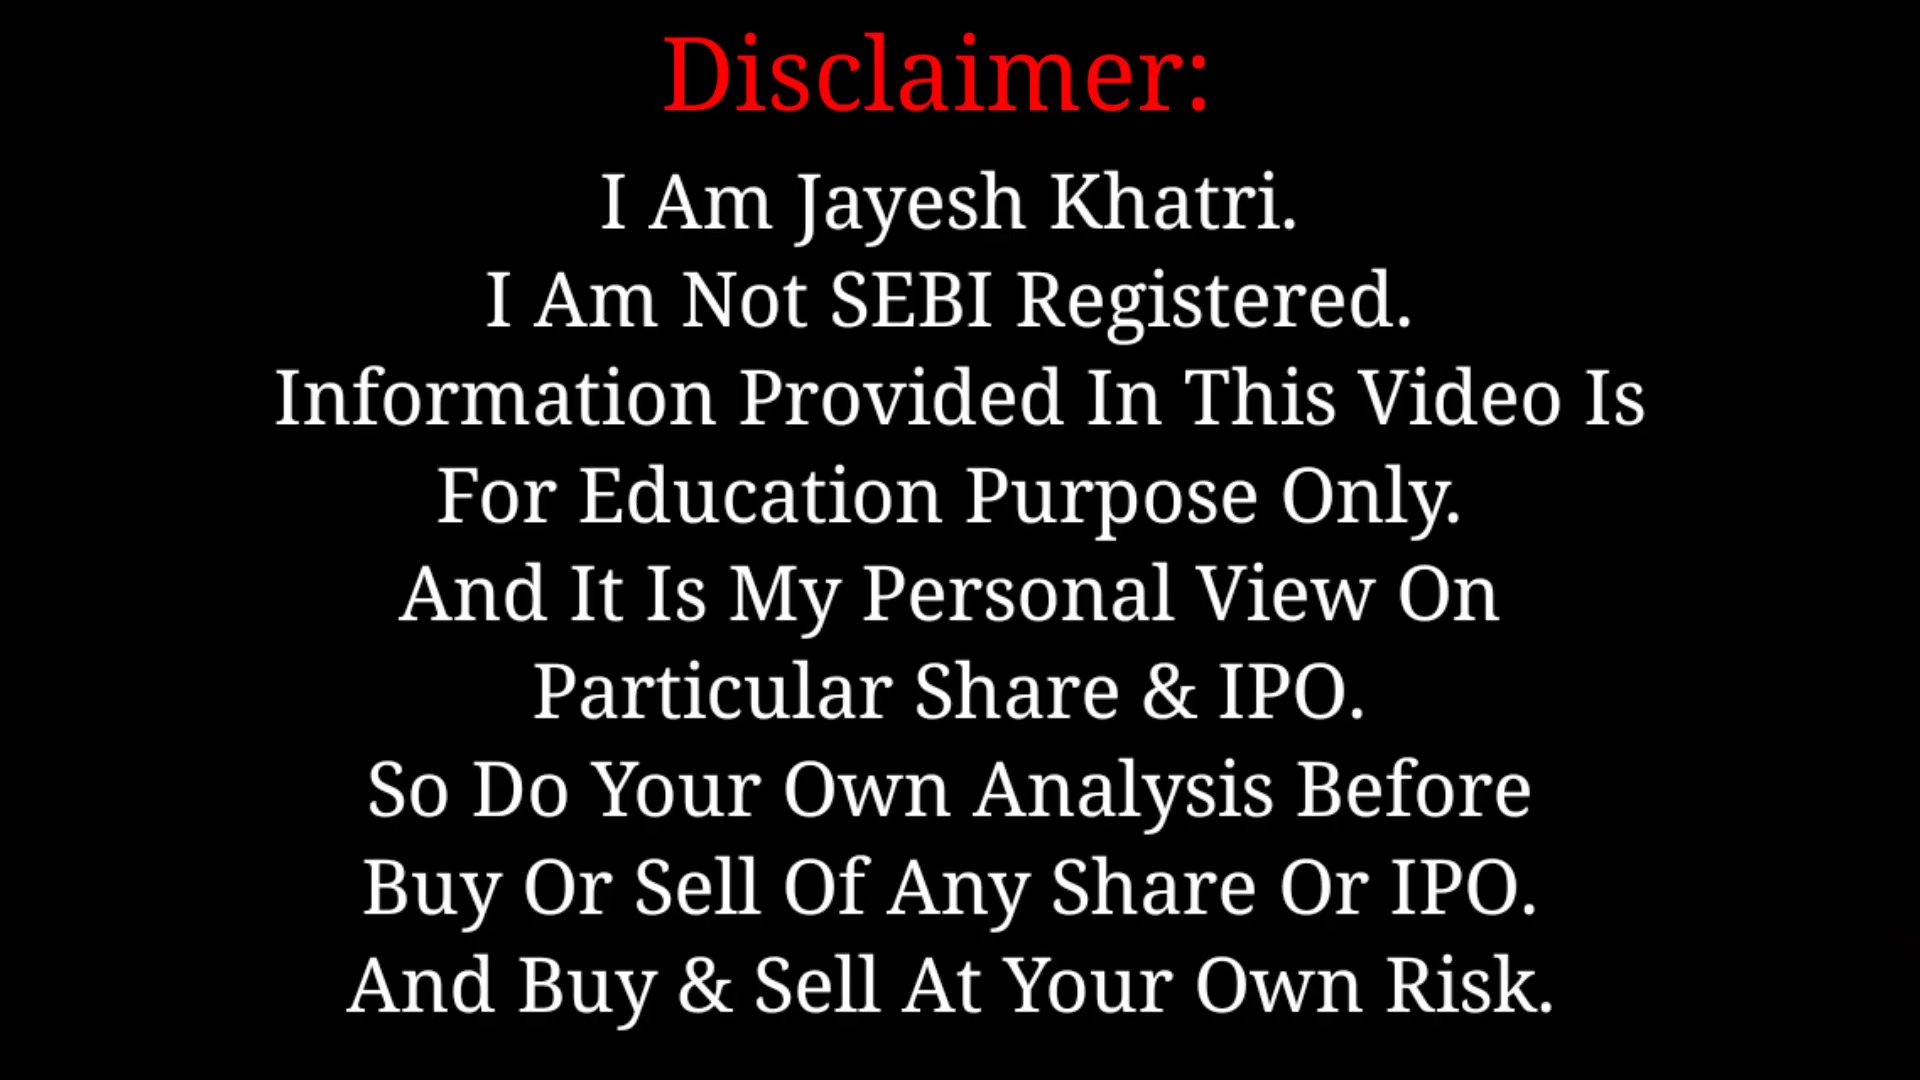 Disclaimer:
I Am Jayesh Khatri.
I Am Not SEBI Registered.
Information Provided In This Video Is
For Education Purpose Only.
And It Is My Personal View On
Particular Share & IPO.
So Do Your Own Analysis Before
Buy Or Sell Of Any Share Or IPO.
And Buy & Sell At Your Own Risk.